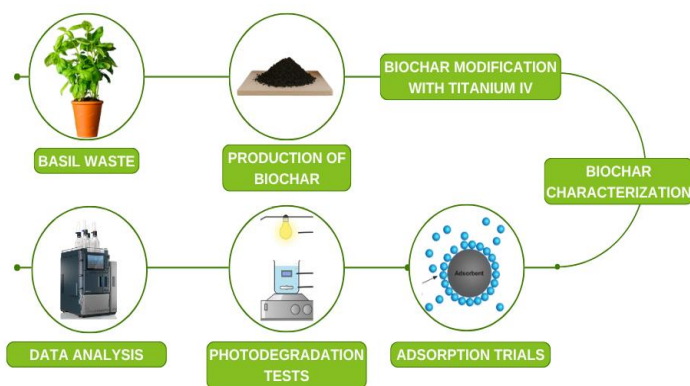 BASIL WASTE
PRODUCTION OF
BIOCHAR
BIOCHAR MODIFICATION
WITH TITANIUM IV
BIOCHAR
CHARACTERIZATION
Adsorbent
ADSORPTION TRIALS
PHOTODEGRADATION
TESTS
DATA ANALYSIS